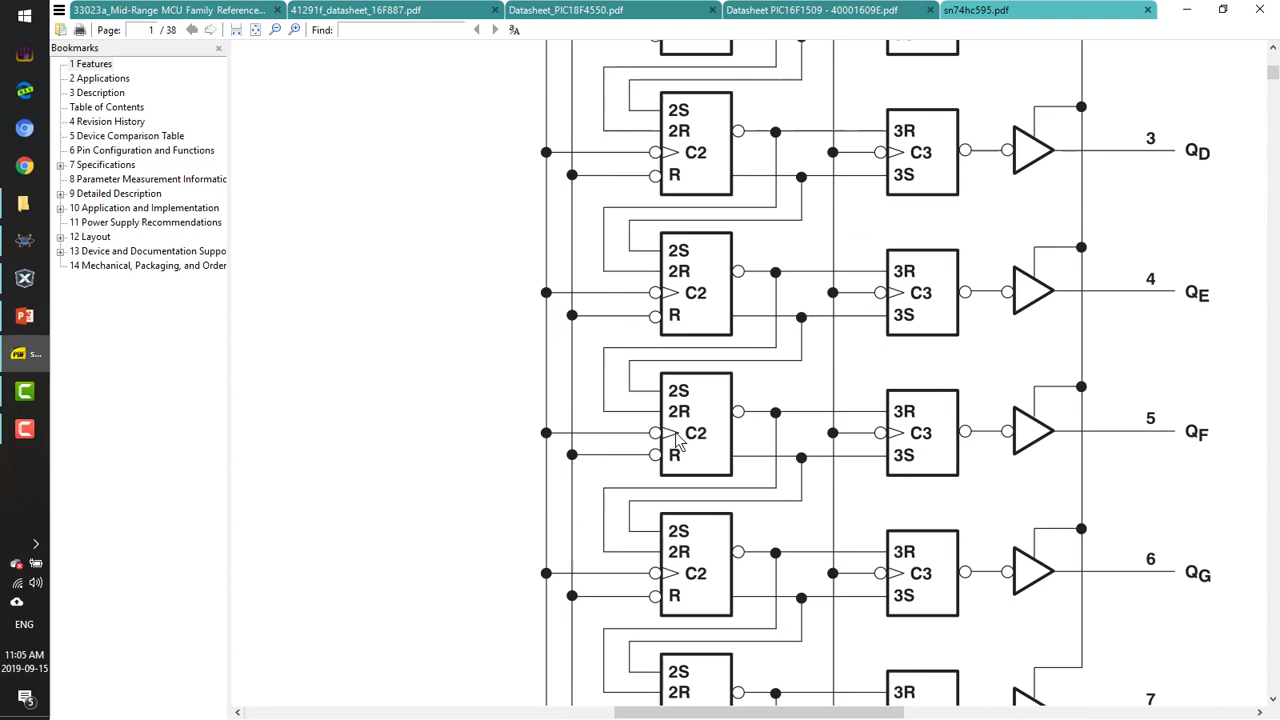 33023a_Mid-Range MCU Family Reference...
41291f_datasheet_16F887.pdf
Datasheet_PIC18F4550.pdf
Datasheet PIC16F1509 - 40001609E.pdf
sn74hc595.pdf
Page: 1 / 38
Find:
Bookmarks
1 Features
2 Applications
3 Description
Table of Contents
4 Revision History
5 Device Comparison Table
6 Pin Configuration and Functions
7 Specifications
8 Parameter Measurement Informatio
9 Detailed Description
10 Application and Implementation
11 Power Supply Recommendations
12 Layout
13 Device and Documentation Suppo
14 Mechanical, Packaging, and Order
2S
2R
C2
R
3R
C3
3S
3
QD
2S
2R
C2
R
3R
C3
3S
4
QE
2S
2R
C2
R
3R
C3
3S
5
QF
2S
2R
C2
R
3R
C3
3S
6
QG
2S
2R
3R
7
ENG
11:05 AM
2019-09-15
5